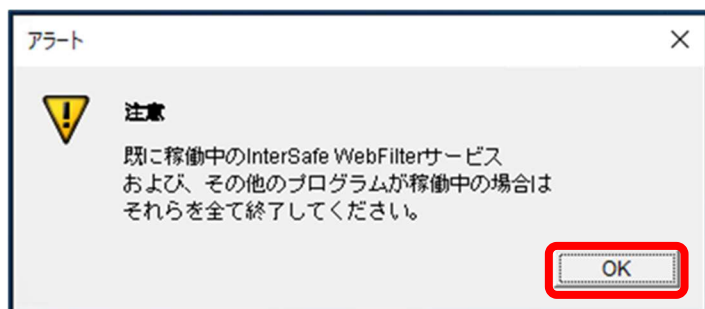 アラート
注意
既に稼働中のInterSafe WebFilterサービス
および、その他のプログラムが稼働中の場合は
それらを全て終了してください。
OK